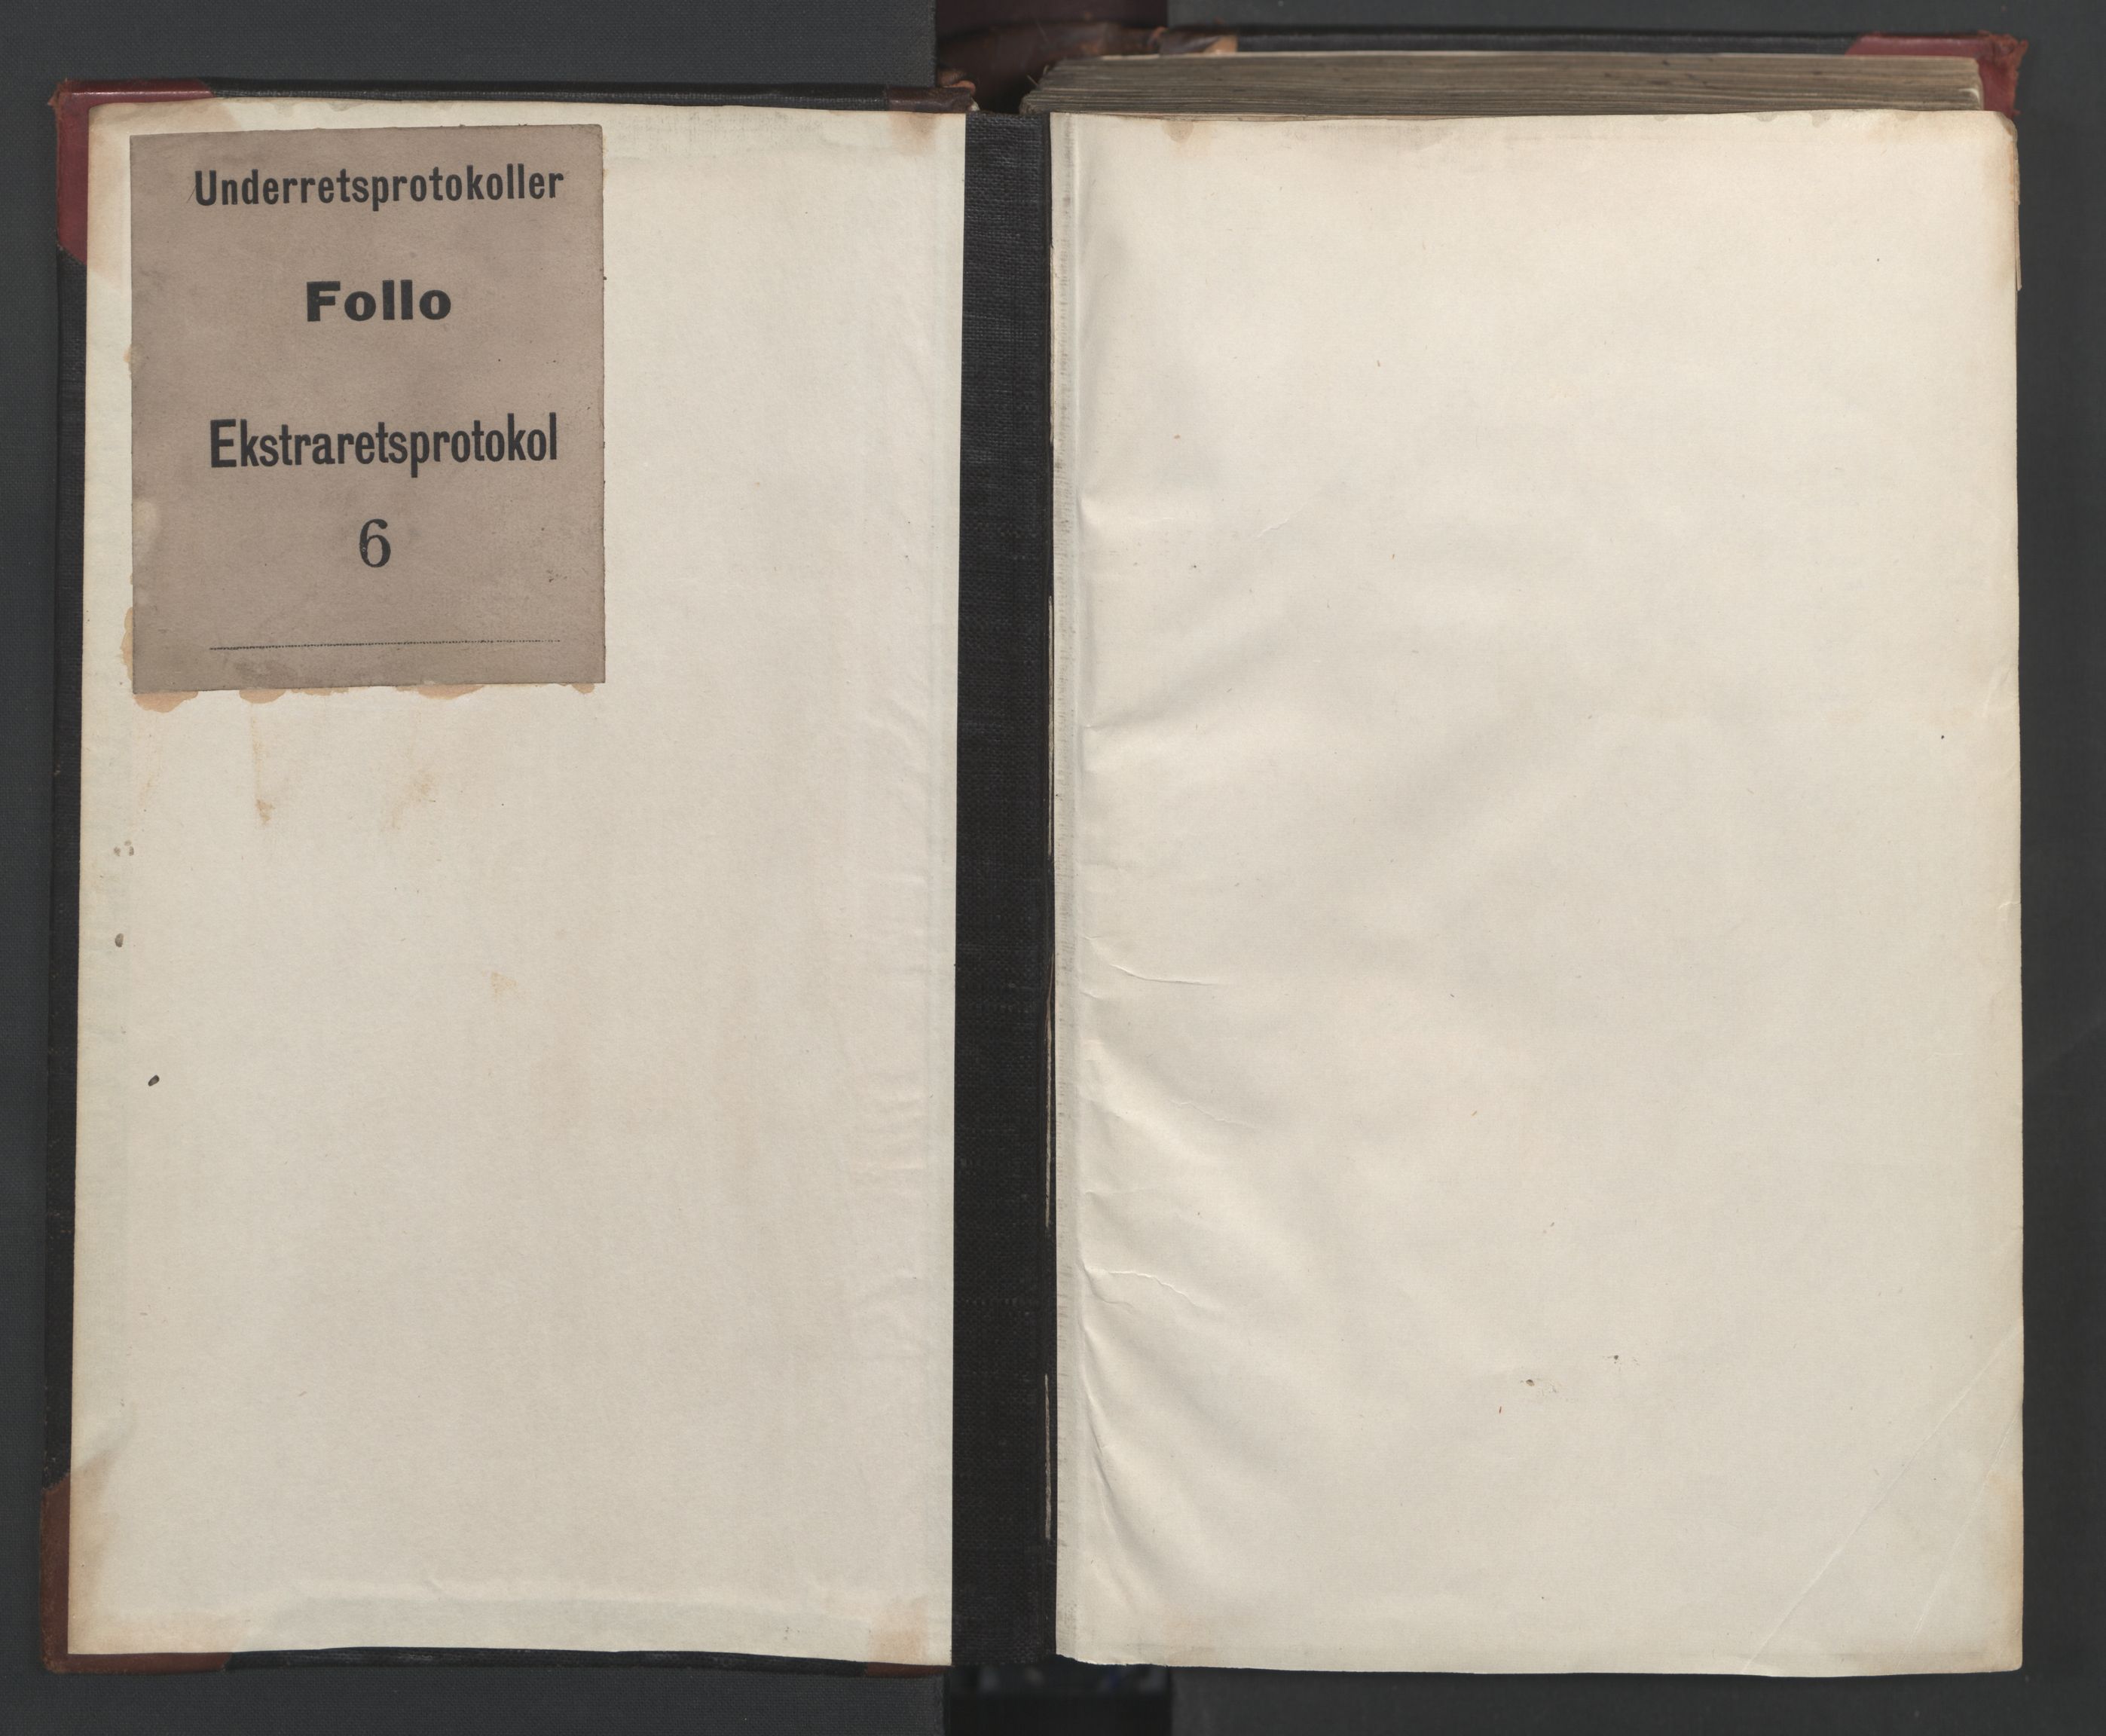 Underretsprotokoller
Follo
Ekstraretsprotokol
6